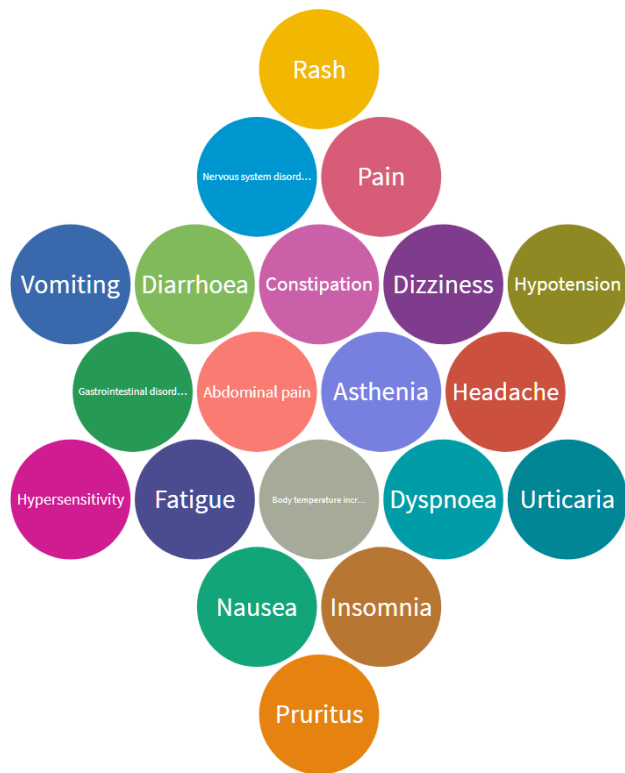 Rash
Nervous system disord...
Pain
Vomiting
Diarrhoea
Constipation
Dizziness
Hypotension
Gastrointestinal disord...
Abdominal pain
Asthenia
Headache
Hypersensitivity
Fatigue
Body temperature incr...
Dyspnoea
Urticaria
Nausea
Insomnia
Pruritus